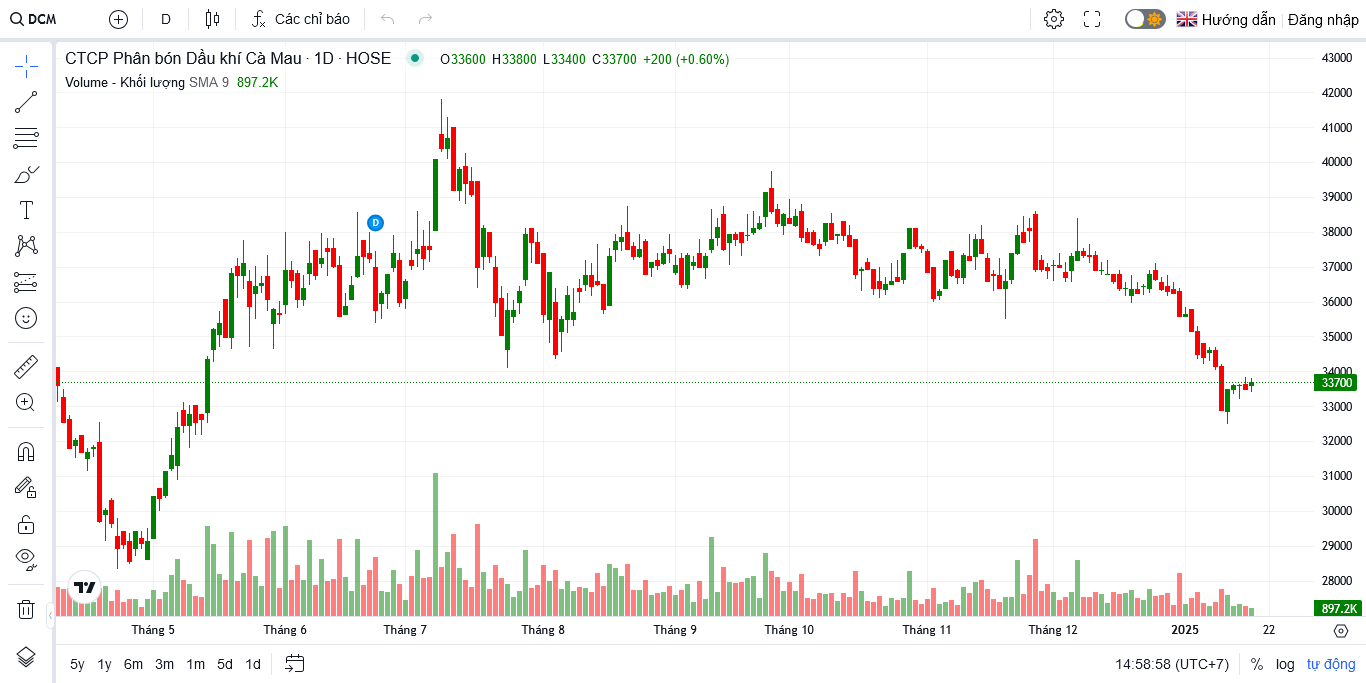 DCM D Các chỉ báo Hướng dẫn Đăng nhập
CTCP Phân bón Dầu khí Cà Mau · 1D · HOSE O33600 H33800 L33400 C33700 +200 (+0.60%)
Volume - Khối lượng SMA 9 897.2K
43000
42000
41000
40000
39000
D
38000
37000
36000
35000
34000
33700
33000
32000
31000
30000
29000
28000
897.2K
Tháng 5 Tháng 6 Tháng 7 Tháng 8 Tháng 9 Tháng 10 Tháng 11 Tháng 12 2025 22
5y 1y 6m 3m 1m 5d 1d 14:58:58 (UTC+7) % log tự động